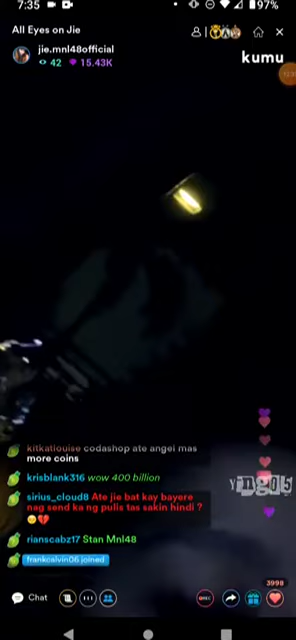 7:35
97%
All Eyes on Jie
jie.mnl48official
42 15.43K
kumu
kitkatlouise codashop ate angei mas
more coins
krisblank316 wow 400 billion
sirius_cloud8 Ate jie bat kay bayere
nag send ka ng pulis tas sakin hindi ?
rianscabz17 Stan Mnl48
frankcalvin06 joined
3998
Chat